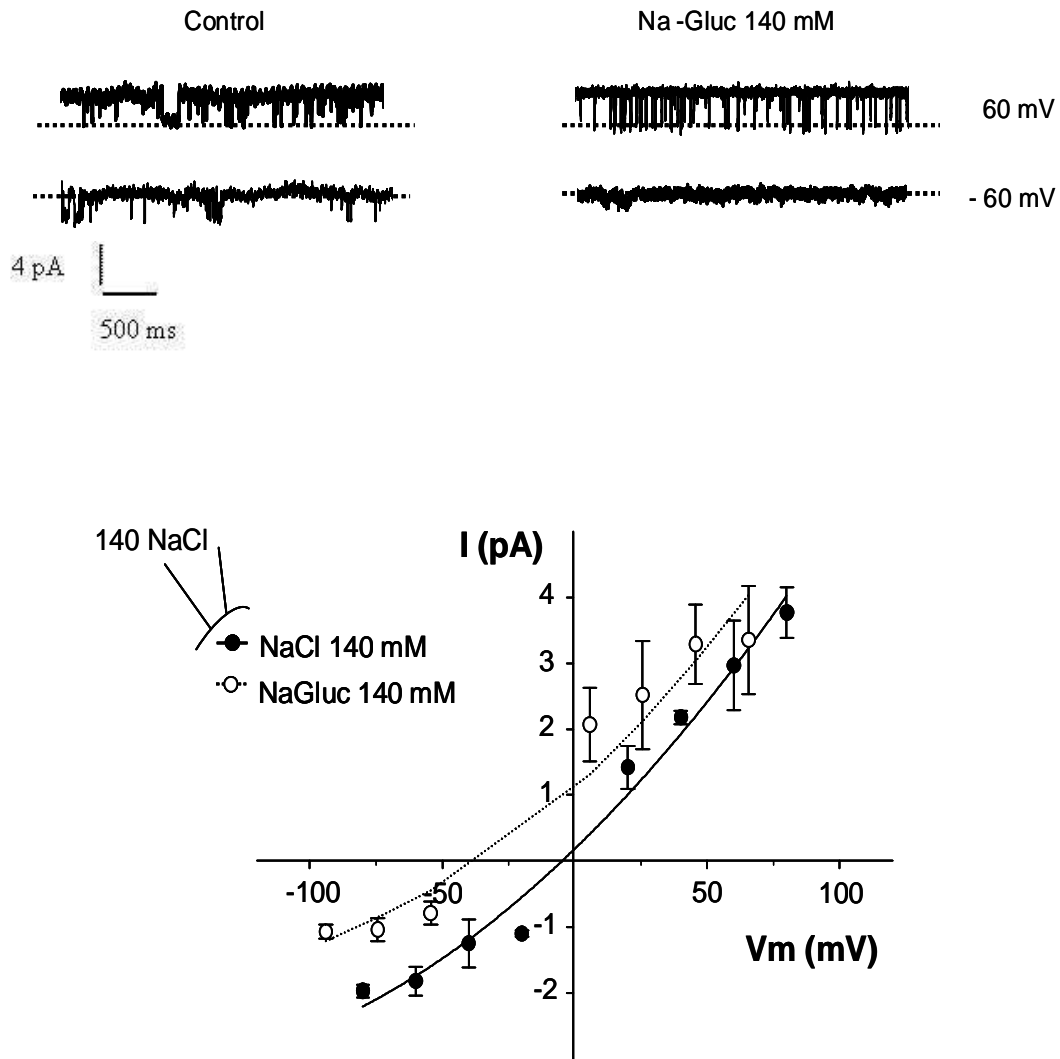 Control
Na -Gluc 140 mM
60 mV
- 60 mV
4 pA
500 ms
140 NaCl
I (pA)
NaCl 140 mM
NaGluc 140 mM
4
3
2
1
-100
-50
50
100
-1
Vm (mV)
-2